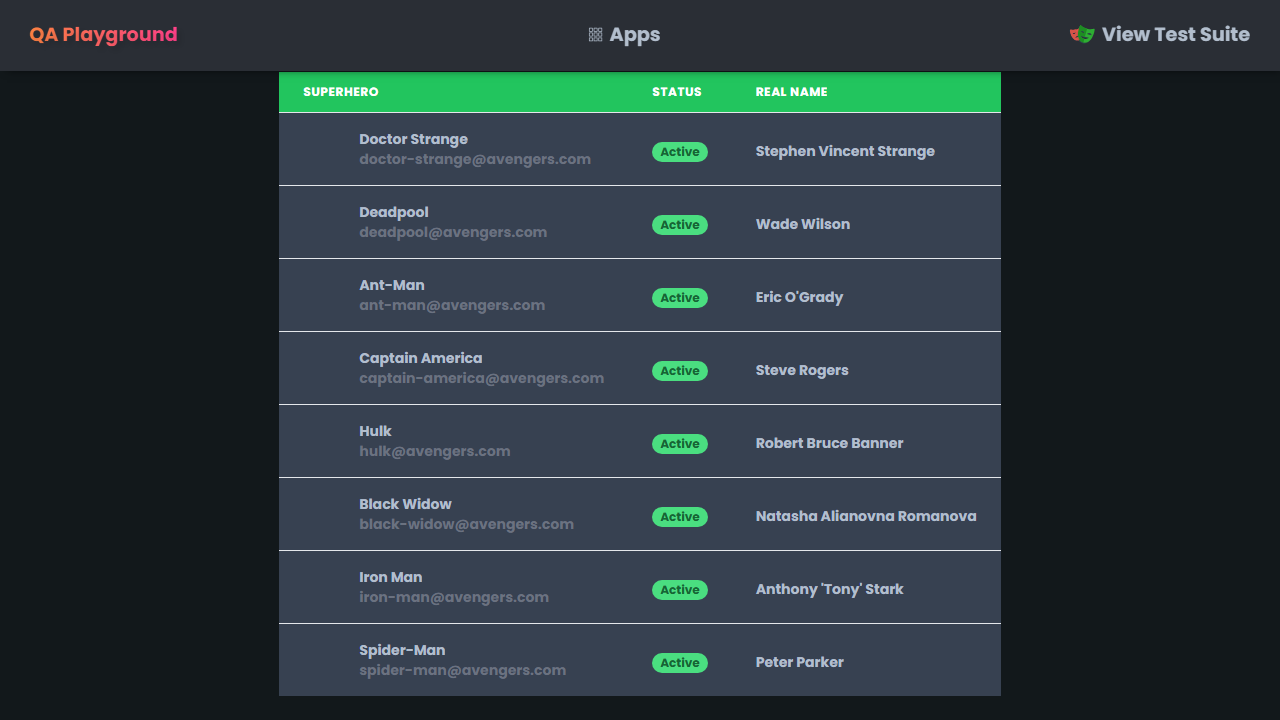 QA Playground
Apps
View Test Suite
SUPERHERO STATUS REAL NAME
Doctor Strange
doctor-strange@avengers.com
Active
Stephen Vincent Strange
Deadpool
deadpool@avengers.com
Active
Wade Wilson
Ant-Man
ant-man@avengers.com
Active
Eric O'Grady
Captain America
captain-america@avengers.com
Active
Steve Rogers
Hulk
hulk@avengers.com
Active
Robert Bruce Banner
Black Widow
black-widow@avengers.com
Active
Natasha Alianovna Romanova
Iron Man
iron-man@avengers.com
Active
Anthony 'Tony' Stark
Spider-Man
spider-man@avengers.com
Active
Peter Parker